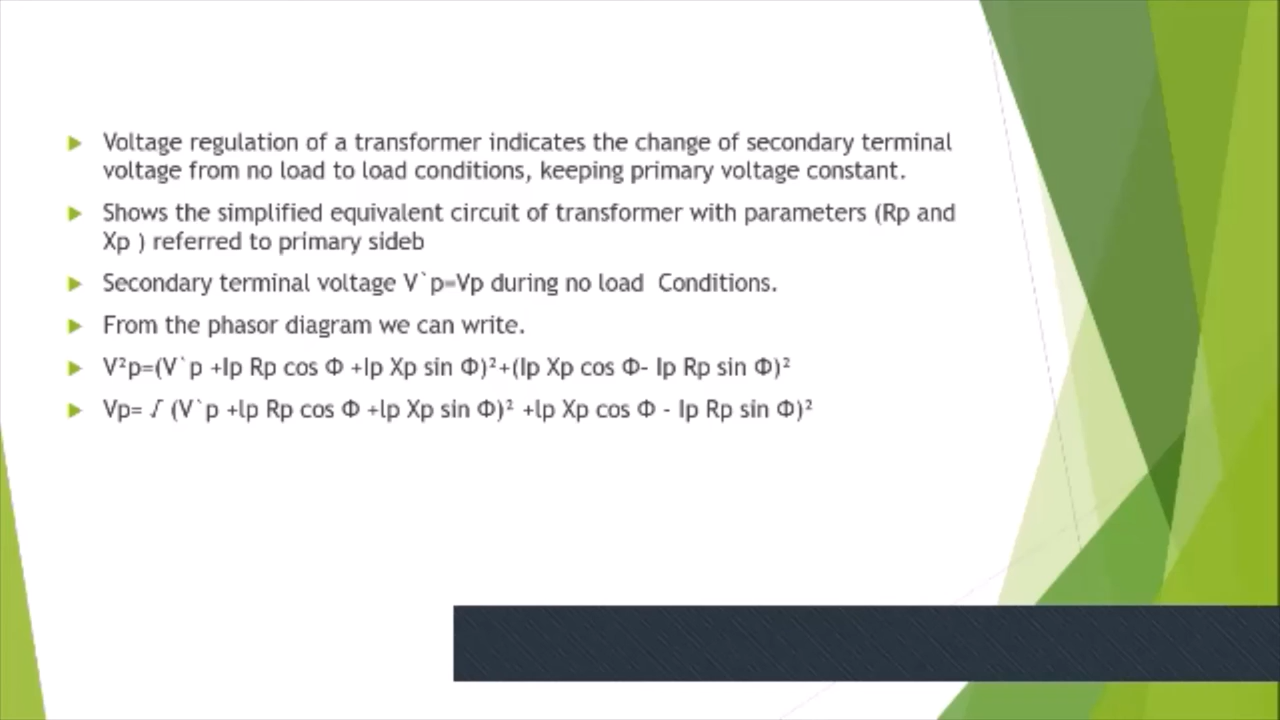 Voltage regulation of a transformer indicates the change of secondary terminal
voltage from no load to load conditions, keeping primary voltage constant.
Shows the simplified equivalent circuit of transformer with parameters (Rp and
Xp ) referred to primary sideb
Secondary terminal voltage V`p=Vp during no load  Conditions.
From the phasor diagram we can write.
V²p=(V`p +Ip Rp cos Φ +Ip Xp sin Φ)²+(Ip Xp cos Φ- Ip Rp sin Φ)²
Vp= ⎎ (V`p +lp Rp cos Φ +lp Xp sin Φ)² +lp Xp cos Φ - Ip Rp sin Φ)²